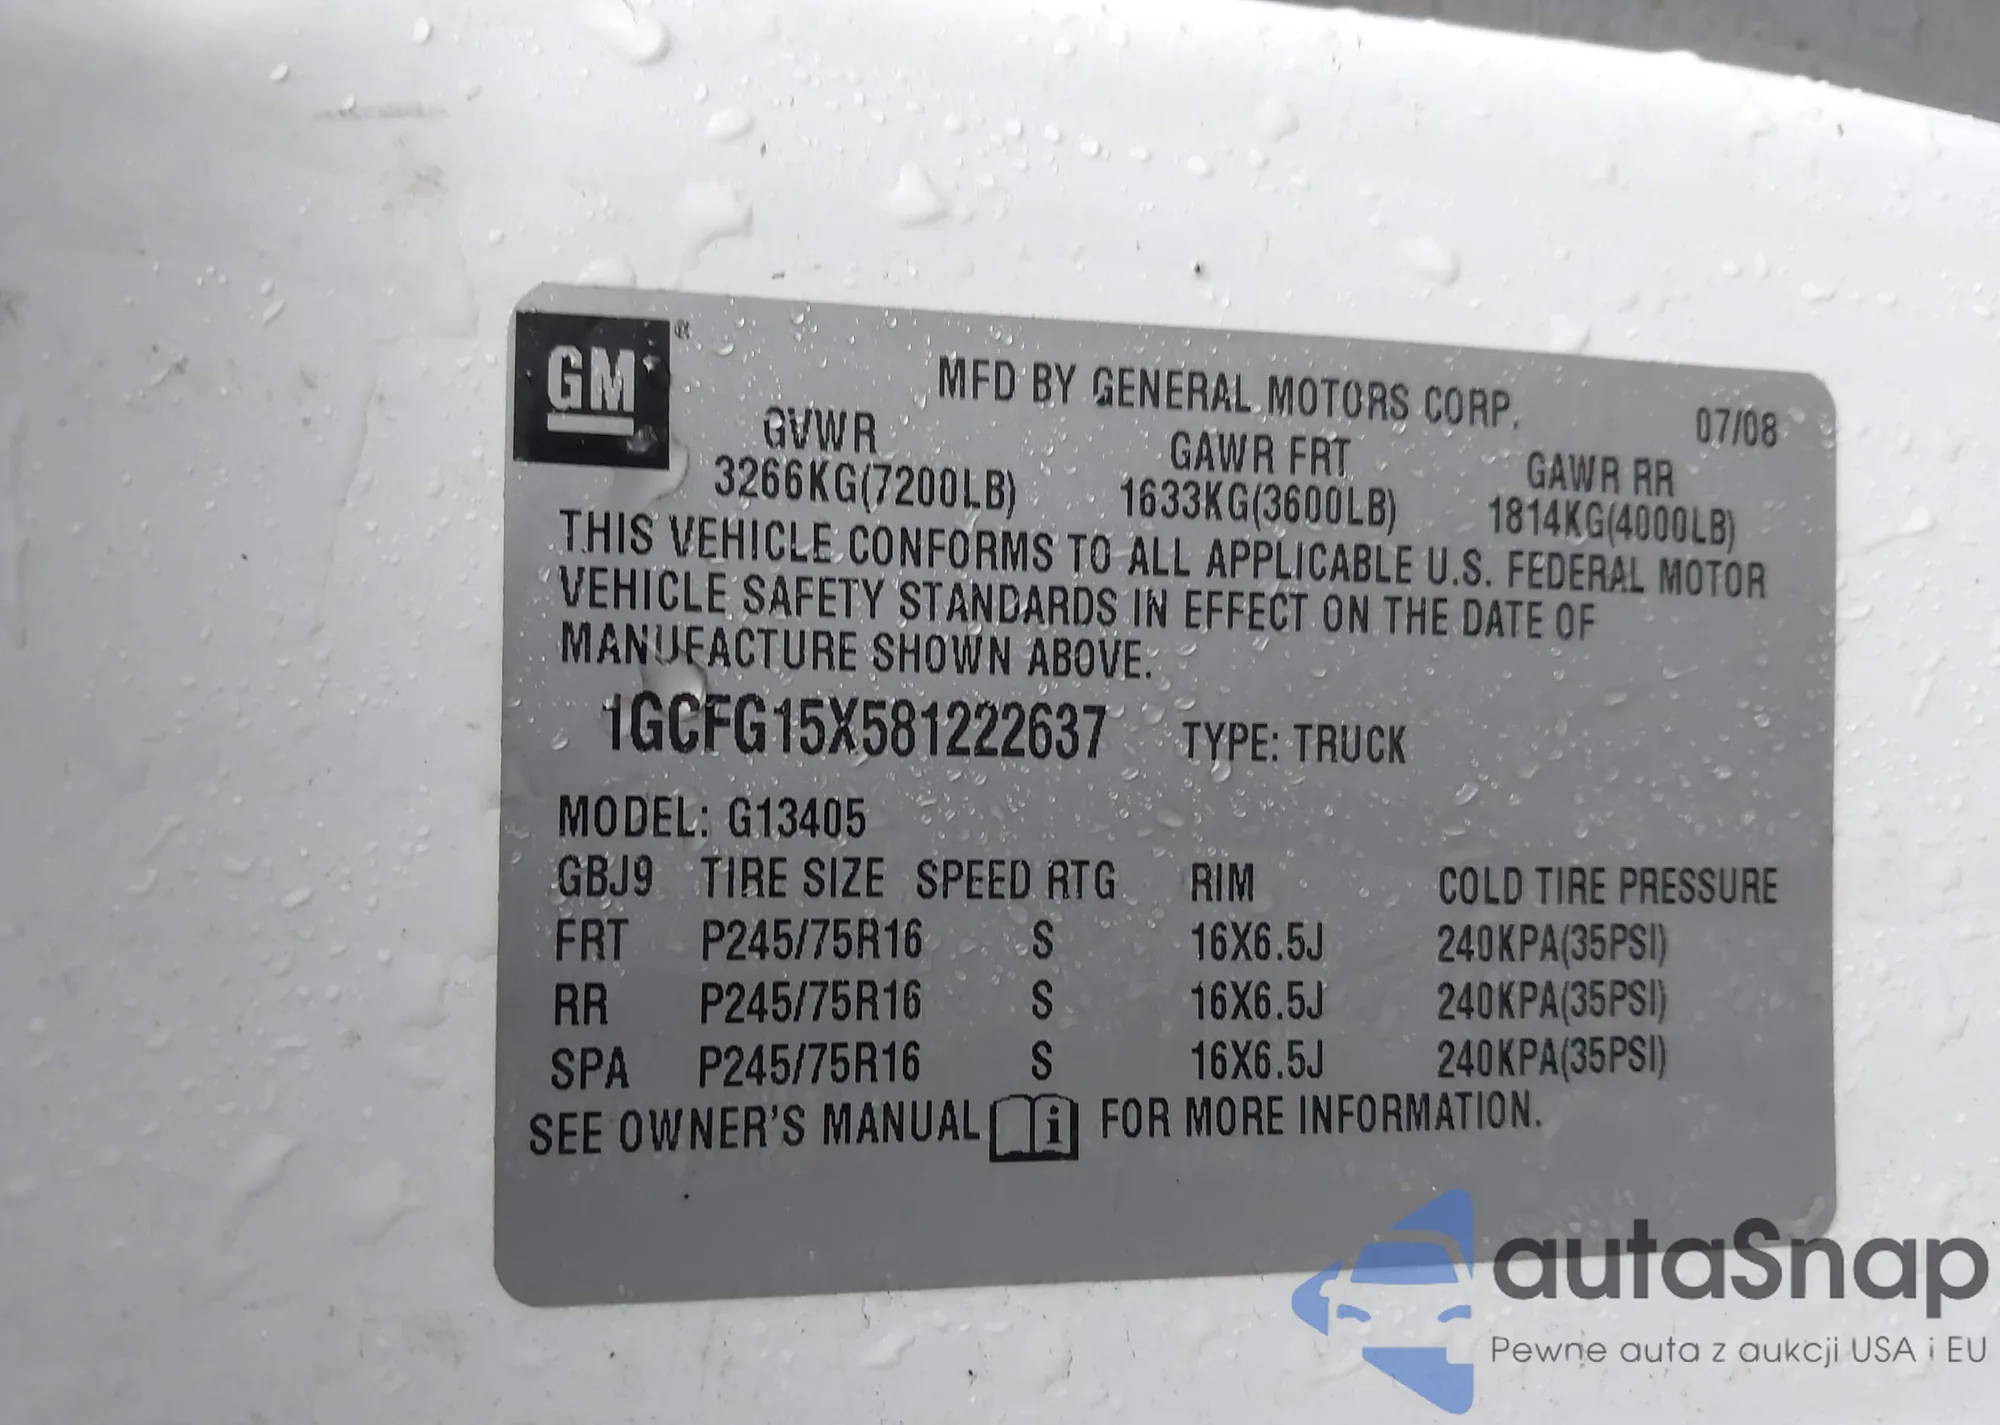 GM®
MFD BY GENERAL MOTORS CORP. 07/08
GVWR GAWR FRT GAWR RR
3266KG(7200LB) 1633KG(3600LB) 1814KG(4000LB)
THIS VEHICLE CONFORMS TO ALL APPLICABLE U.S. FEDERAL MOTOR
VEHICLE SAFETY STANDARDS IN EFFECT ON THE DATE OF
MANUFACTURE SHOWN ABOVE.
1GCFG15X581222637 TYPE: TRUCK
MODEL: G13405
GBJ9 TIRE SIZE SPEED RTG RIM COLD TIRE PRESSURE
FRT P245/75R16 S 16X6.5J 240KPA(35PSI)
RR P245/75R16 S 16X6.5J 240KPA(35PSI)
SPA P245/75R16 S 16X6.5J 240KPA(35PSI)
SEE OWNER'S MANUAL i FOR MORE INFORMATION.
autaSnap
Pewne auta z aukcji USA i EU